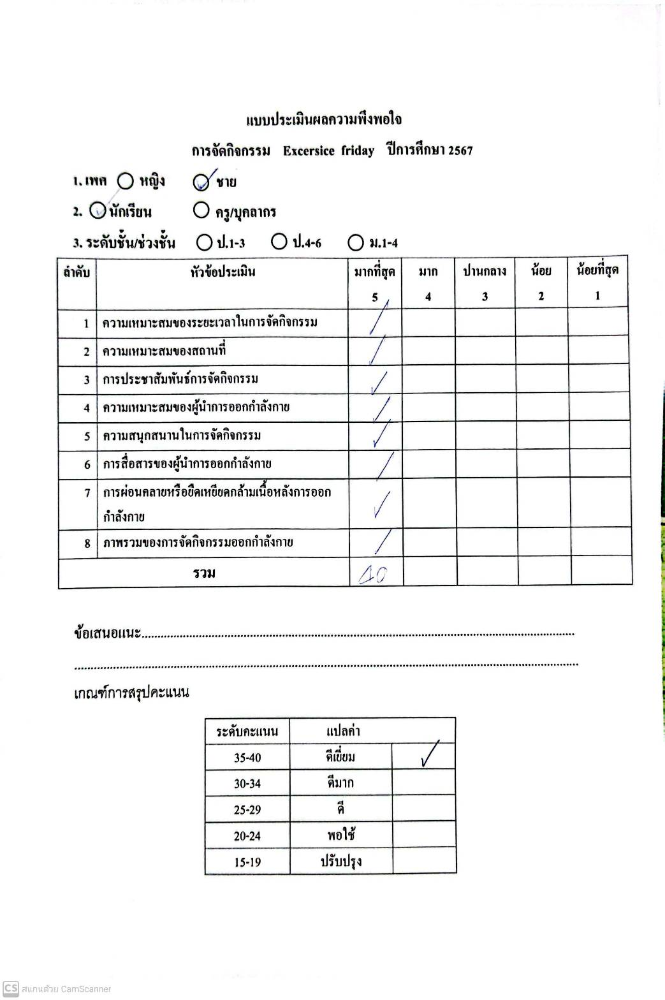 แบบประเมินผลความพึงพอใจ
การจัดกิจกรรม Excersice friday ปีการศึกษา 2567
1. เพศ หญิง ชาย
2. นักเรียน ครู/บุคลากร
3. ระดับชั้น/ช่วงชั้น ป.1-3 ป.4-6 ม.1-4
ลำดับ หัวข้อประเมิน มากที่สุด มาก ปานกลาง น้อย น้อยที่สุด
5 4 3 2 1
1 ความเหมาะสมของระยะเวลาในการจัดกิจกรรม
2 ความเหมาะสมของสถานที่
3 การประชาสัมพันธ์การจัดกิจกรรม
4 ความเหมาะสมของผู้นำการออกกำลังกาย
5 ความสนุกสนานในการจัดกิจกรรม
6 การสื่อสารของผู้นำการออกกำลังกาย
7 การผ่อนคลายหรือยืดเหยียดกล้ามเนื้อหลังการออก
กำลังกาย
8 ภาพรวมของการจัดกิจกรรมออกกำลังกาย
รวม 40
ข้อเสนอแนะ
เกณฑ์การสรุปคะแนน
ระดับคะแนน แปลค่า
35-40 ดีเยี่ยม
30-34 ดีมาก
25-29 ดี
20-24 พอใช้
15-19 ปรับปรุง
CS สแกนด้วย CamScanner